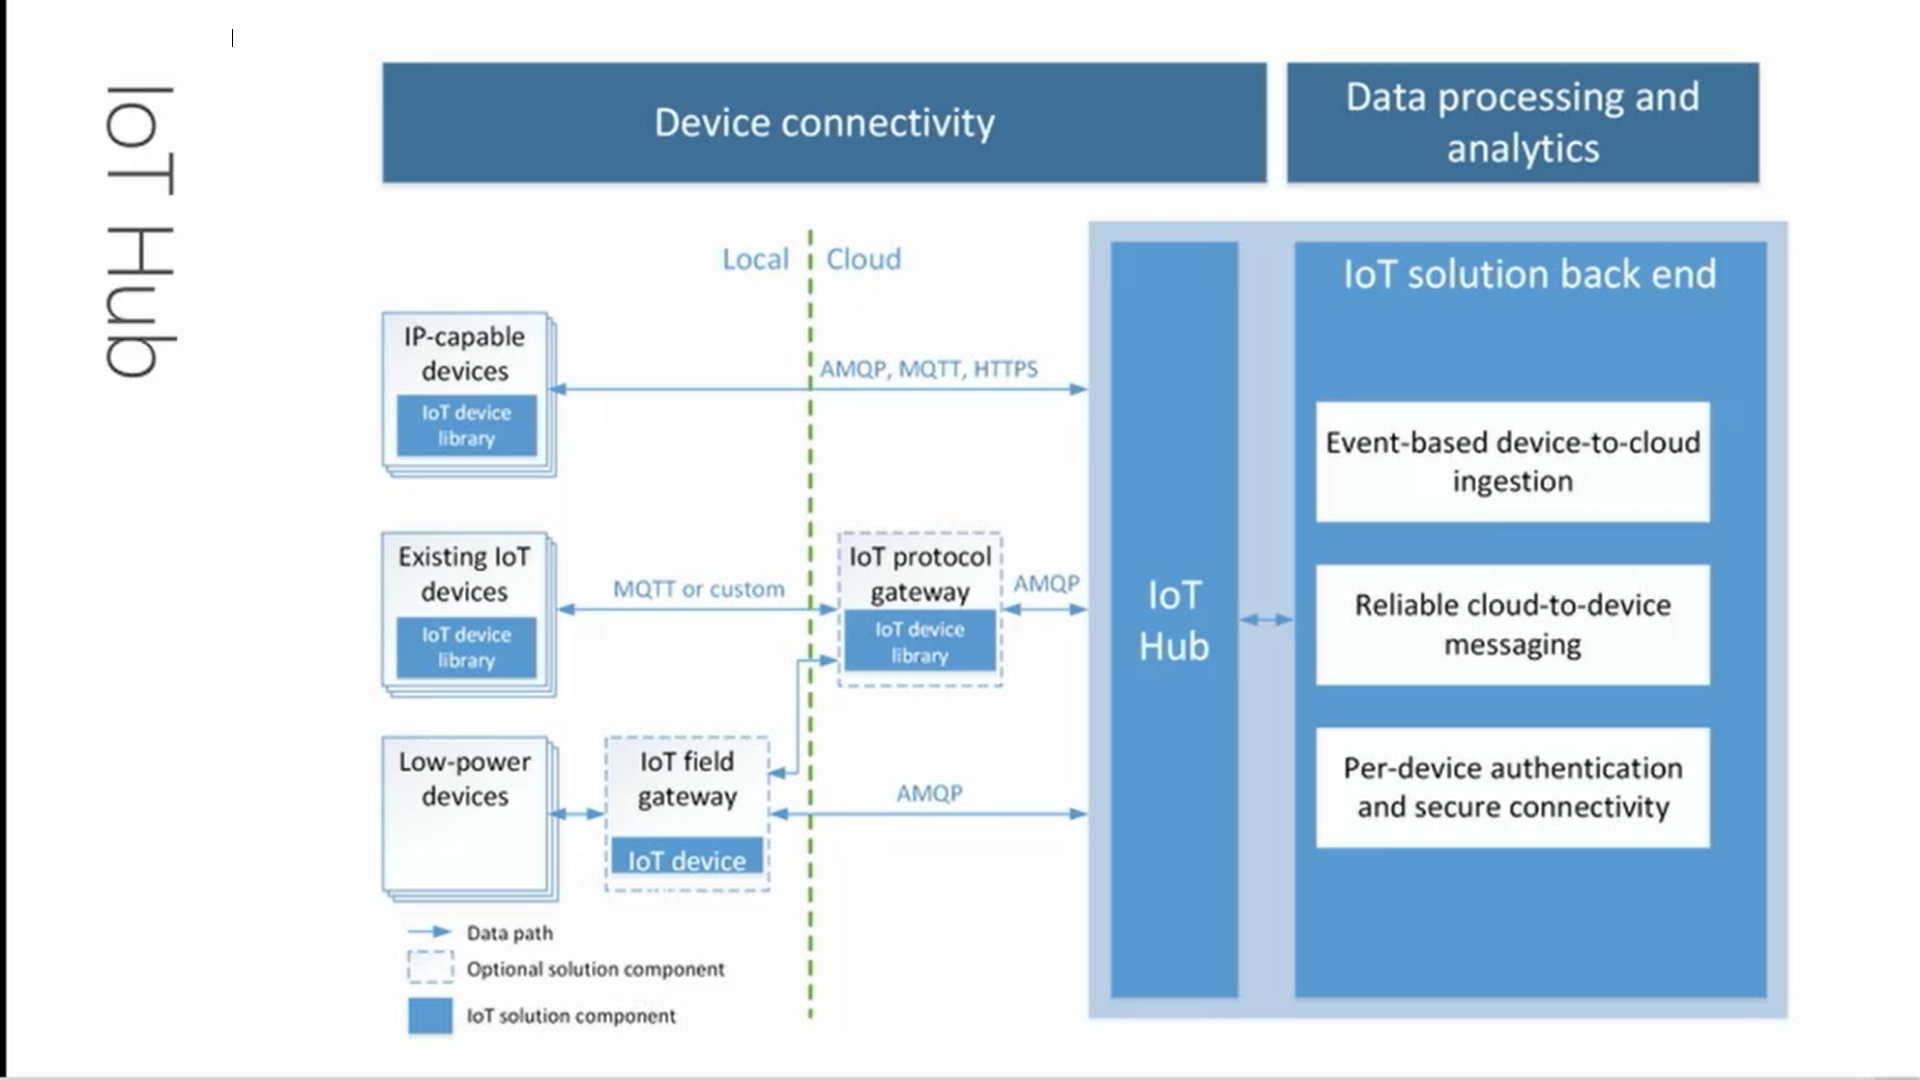 IoT Hub
Device connectivity
Data processing and
analytics
Local
Cloud
IoT solution back end
IP-capable
devices
IoT device
library
AMQP, MQTT, HTTPS
Event-based device-to-cloud
ingestion
Existing IoT
devices
IoT device
library
MQTT or custom
IoT protocol
gateway
IoT device
library
AMQP
IoT
Hub
Reliable cloud-to-device
messaging
Low-power
devices
IoT field
gateway
IoT device
AMQP
Per-device authentication
and secure connectivity
Data path
Optional solution component
IoT solution component